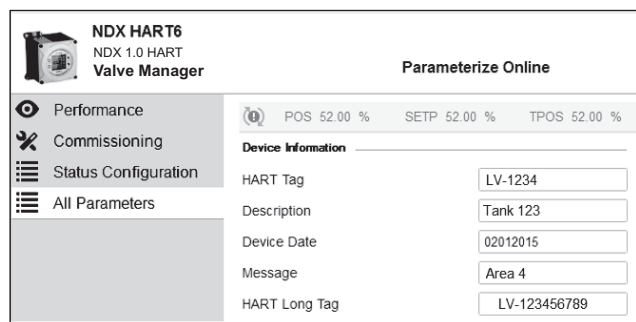 NDX HART6
NDX 1.0 HART
Valve Manager
Parameterize Online
Performance
Commissioning
Status Configuration
All Parameters
POS 52.00 % SETP 52.00 % TPOS 52.00 %
Device Information
HART Tag LV-1234
Description Tank 123
Device Date 02012015
Message Area 4
HART Long Tag LV-123456789